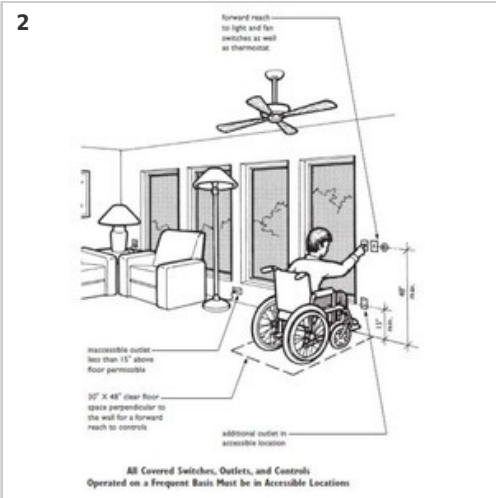 2
forward reach
to light and fan
switches as well
as thermostat
48"
max.
15"
min.
inaccessible outlet
less than 15" above
floor permissible
30" X 48" clear floor
space perpendicular to
the wall for a forward
reach to controls
additional outlet in
accessible location
All Covered Switches, Outlets, and Controls
Operated on a Frequent Basis Must be in Accessible Locations